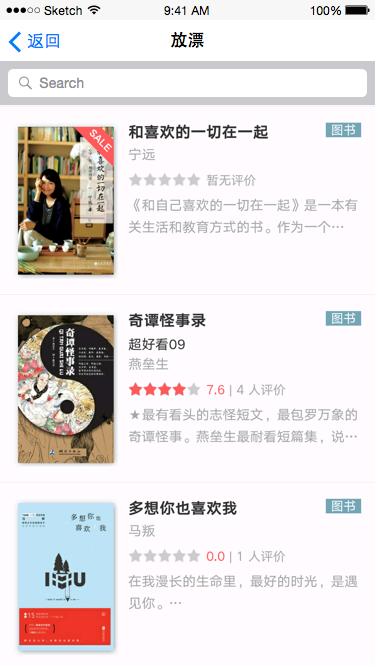 Sketch 9:41 AM 100%
返回 放漂
Search
SALE
喜欢的一切在一起
和喜欢的一切在一起 图书
宁远
暂无评价
《和自己喜欢的一切在一起》是一本有
关生活和教育方式的书。作为一个…
奇谭怪事录
奇谭怪事录 图书
超好看09
燕垒生
7.6 | 4 人评价
★最有看头的志怪短文，最包罗万象的
奇谭怪事。燕垒生最耐看短篇集，说…
多想你也
喜欢我
15
多想你也喜欢我 图书
马叛
0.0 | 1 人评价
在我漫长的生命里，最好的时光，是遇
见你。…